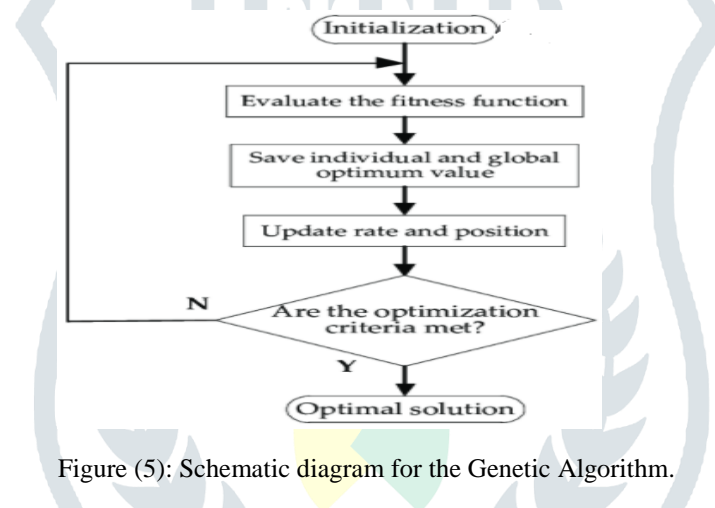 Initialization
Evaluate the fitness function
Save individual and global
optimum value
Update rate and position
N
Are the optimization
criteria met?
Y
Optimal solution
Figure (5): Schematic diagram for the Genetic Algorithm.